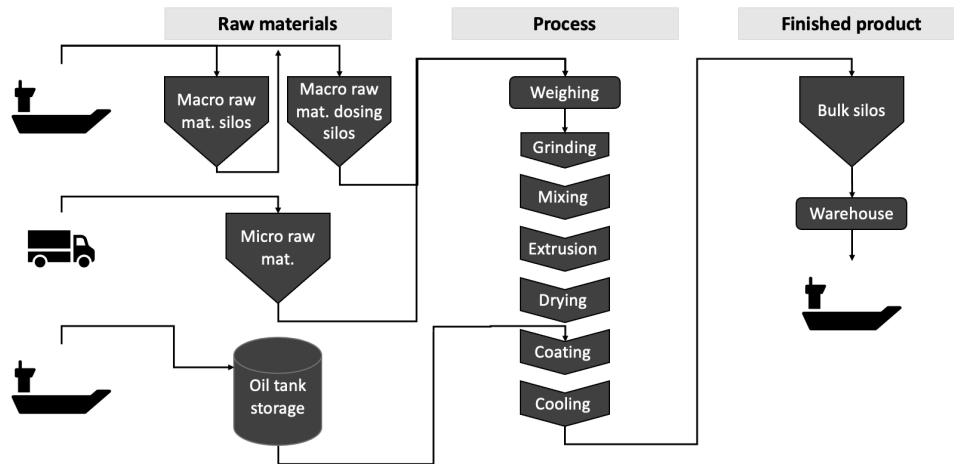 Raw materials
Process
Finished product
Macro raw
mat. silos
Macro raw
mat. dosing
silos
Micro raw
mat.
Oil tank
storage
Weighing
Grinding
Mixing
Extrusion
Drying
Coating
Cooling
Bulk silos
Warehouse